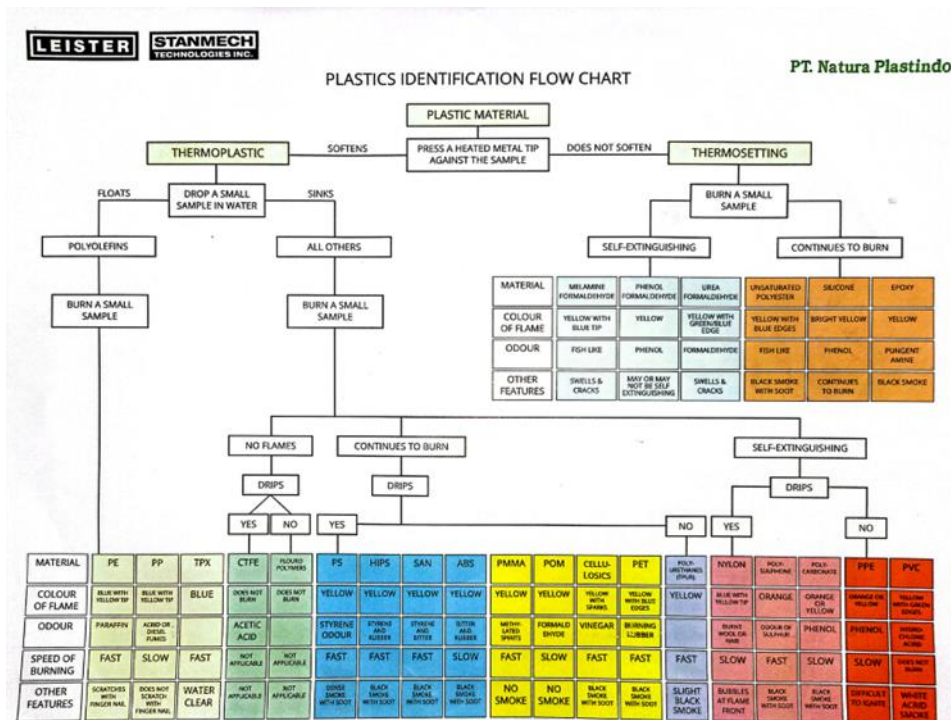 LEISTER
STANMECH
TECHNOLOGIES INC.
PT. Natura Plastindo
PLASTICS IDENTIFICATION FLOW CHART
PLASTIC MATERIAL
THERMOPLASTIC
SOFTENS
PRESS A HEATED METAL TIP
AGAINST THE SAMPLE
DOES NOT SOFTEN
THERMOSETTING
FLOATS
DROP A SMALL
SAMPLE IN WATER
SINKS
BURN A SMALL
SAMPLE
POLYOLEFINS
ALL OTHERS
SELF-EXTINGUISHING
CONTINUES TO BURN
MATERIAL
MELAMINE
FORMALDEHYDE
PHENOL
FORMALDEHYDE
UREA
FORMALDEHYDE
UNSATURATED
POLYESTER
SILICONE
EPOXY
BURN A SMALL
SAMPLE
BURN A SMALL
SAMPLE
COLOUR
OF FLAME
YELLOW WITH
BLUE TIP
YELLOW
YELLOW WITH
GREEN/BLUE
EDGE
YELLOW WITH
BLUE EDGES
BRIGHT YELLOW
YELLOW
ODOUR
FISH LIKE
PHENOL
FORMALDEHYDE
FISH LIKE
PHENOL
PUNGENT
AMINE
OTHER
FEATURES
SWELLS &
CRACKS
MAY OR MAY
NOT BE SELF
EXTINGUISHING
SWELLS &
CRACKS
BLACK SMOKE
WITH SOOT
CONTINUES
TO BURN
BLACK SMOKE
NO FLAMES
CONTINUES TO BURN
SELF-EXTINGUISHING
DRIPS
DRIPS
DRIPS
YES
NO
YES
NO
YES
NO
MATERIAL
PE
PP
TPX
CTFE
FLOURO
POLYMERS
PS
HIPS
SAN
ABS
PMMA
POM
CELLU-
LOSICS
PET
POLY-
URETHANES
(TPUR)
NYLON
POLY-
SULPHONE
POLY-
CARBONATE
PPE
PVC
COLOUR
OF FLAME
BLUE WITH
YELLOW TIP
BLUE WITH
YELLOW TIP
BLUE
DOES NOT
BURN
DOES NOT
BURN
YELLOW
YELLOW
YELLOW
YELLOW
YELLOW
YELLOW
YELLOW
WITH
SPARKS
YELLOW
WITH BLUE
EDGES
YELLOW
BLUE WITH
YELLOW TIP
ORANGE
ORANGE
OR
YELLOW
ORANGE OR
YELLOW
YELLOW
WITH GREEN
EDGES
ODOUR
PARAFFIN
ACRID OR
DIESEL
FUMES
ACETIC
ACID
STYRENE
ODOUR
STYRENE
AND
RUBBER
STYRENE
AND
BITTER
BITTER
AND
RUBBER
METHY-
LATED
SPIRITS
FORMALD
EHYDE
VINEGAR
BURNING
RUBBER
BURNT
WOOL OR
HAIR
ODOUR OF
SULPHUR
PHENOL
PHENOL
HYDRO-
CHLORIC
ACID
SPEED OF
BURNING
FAST
SLOW
FAST
NOT
APPLICABLE
NOT
APPLICABLE
FAST
FAST
FAST
SLOW
FAST
SLOW
FAST
FAST
FAST
SLOW
FAST
SLOW
SLOW
DOES NOT
BURN
OTHER
FEATURES
SCRATCHES
WITH
FINGER NAIL
DOES NOT
SCRATCH
WITH
FINGER NAIL
WATER
CLEAR
NOT
APPLICABLE
NOT
APPLICABLE
DENSE
SMOKE
WITH SOOT
BLACK
SMOKE
WITH SOOT
BLACK
SMOKE
WITH SOOT
BLACK
SMOKE
WITH SOOT
NO
SMOKE
NO
SMOKE
BLACK
SMOKE
WITH SOOT
BLACK
SMOKE
WITH SOOT
SLIGHT
BLACK
SMOKE
BUBBLES
AT FLAME
FRONT
BLACK
SMOKE
WITH SOOT
BLACK
SMOKE
WITH SOOT
DIFFICULT
TO IGNITE
WHITE
ACRID
SMOKE